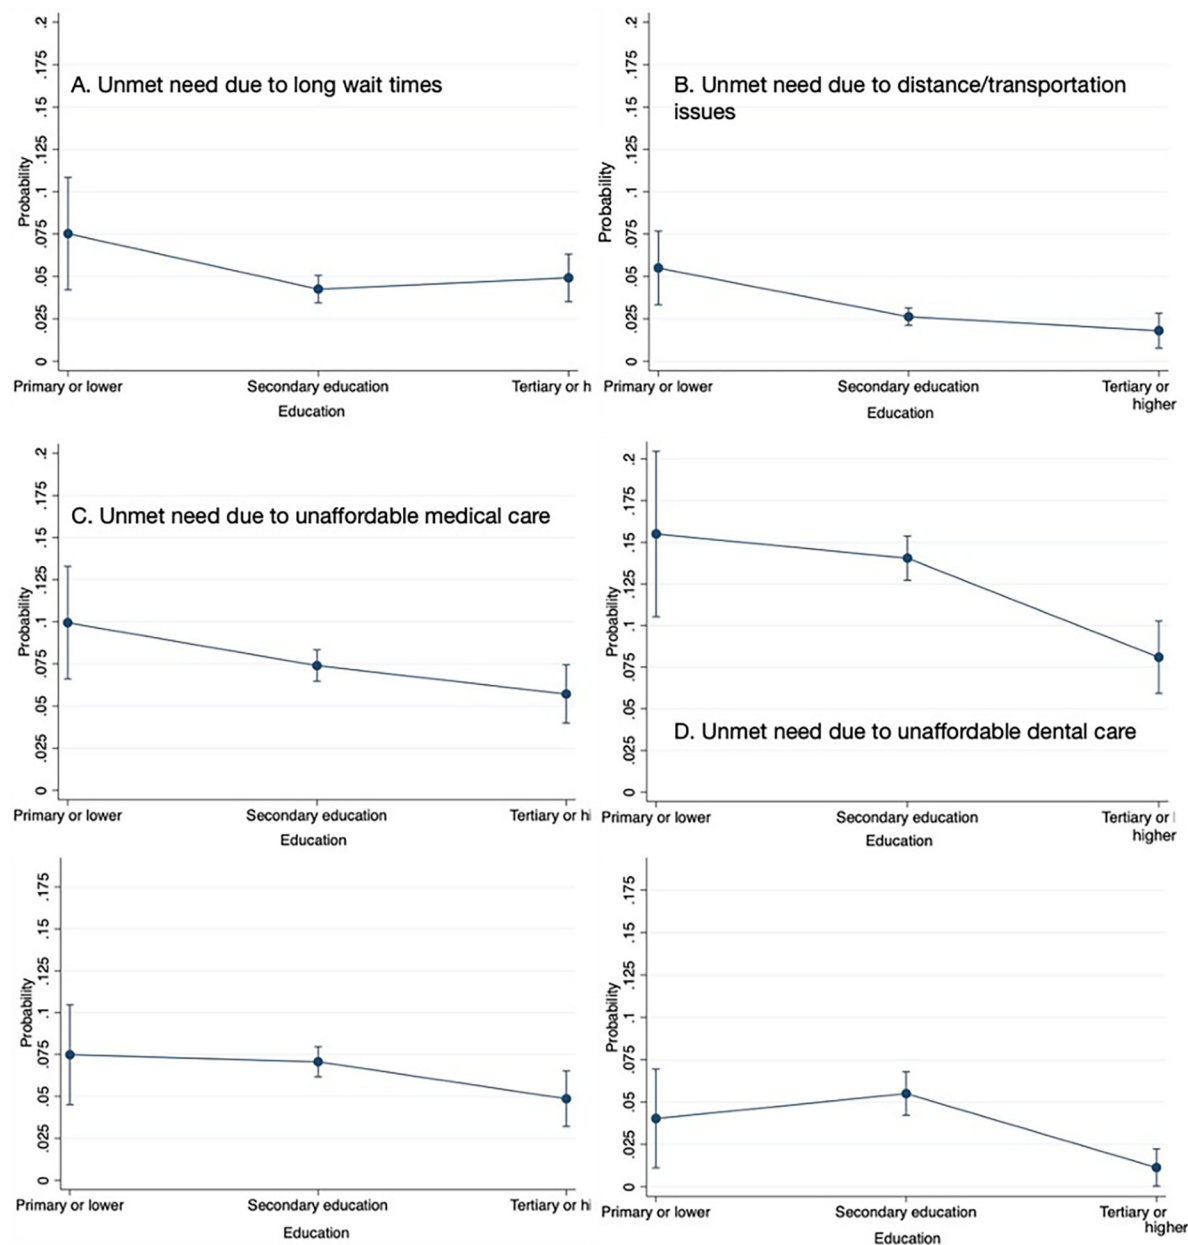 A. Unmet need due to long wait times
Probability
.2
.175
.15
.125
.1
.075
.05
.025
0
Primary or lower Secondary education Tertiary or h
Education
B. Unmet need due to distance/transportation
issues
Probability
.2
.175
.15
.125
.1
.075
.05
.025
0
Primary or lower Secondary education Tertiary or
higher
Education
C. Unmet need due to unaffordable medical care
Probability
.2
.175
.15
.125
.1
.075
.05
.025
0
Primary or lower Secondary education Tertiary or hi
Education
Probability
.2
.175
.15
.125
.1
.075
.05
.025
0
D. Unmet need due to unaffordable dental care
Primary or lower Secondary education Tertiary or
higher
Education
Probability
.175
.15
.125
.1
.075
.05
.025
0
Primary or lower Secondary education Tertiary or hi
Education
Probability
.175
.15
.125
.1
.075
.05
.025
0
Primary or lower Secondary education Tertiary or
higher
Education